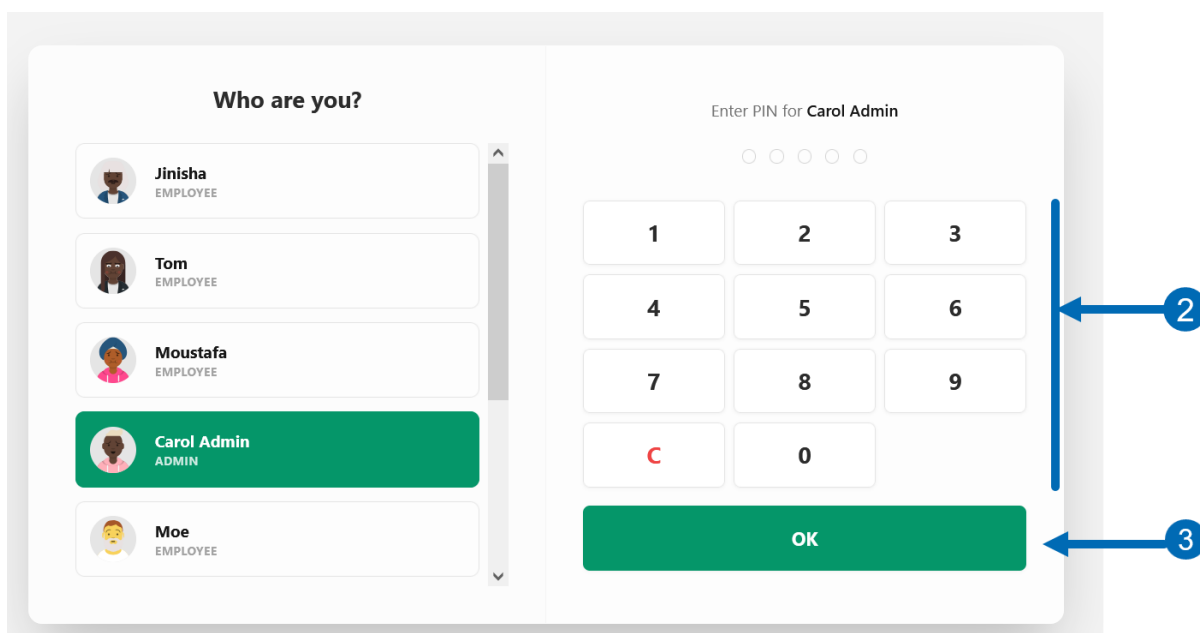 Who are you?
Jinisha
EMPLOYEE
Tom
EMPLOYEE
Moustafa
EMPLOYEE
Carol Admin
ADMIN
Moe
EMPLOYEE
Enter PIN for Carol Admin
1 2 3
4 5 6
7 8 9
C 0
OK
2
3